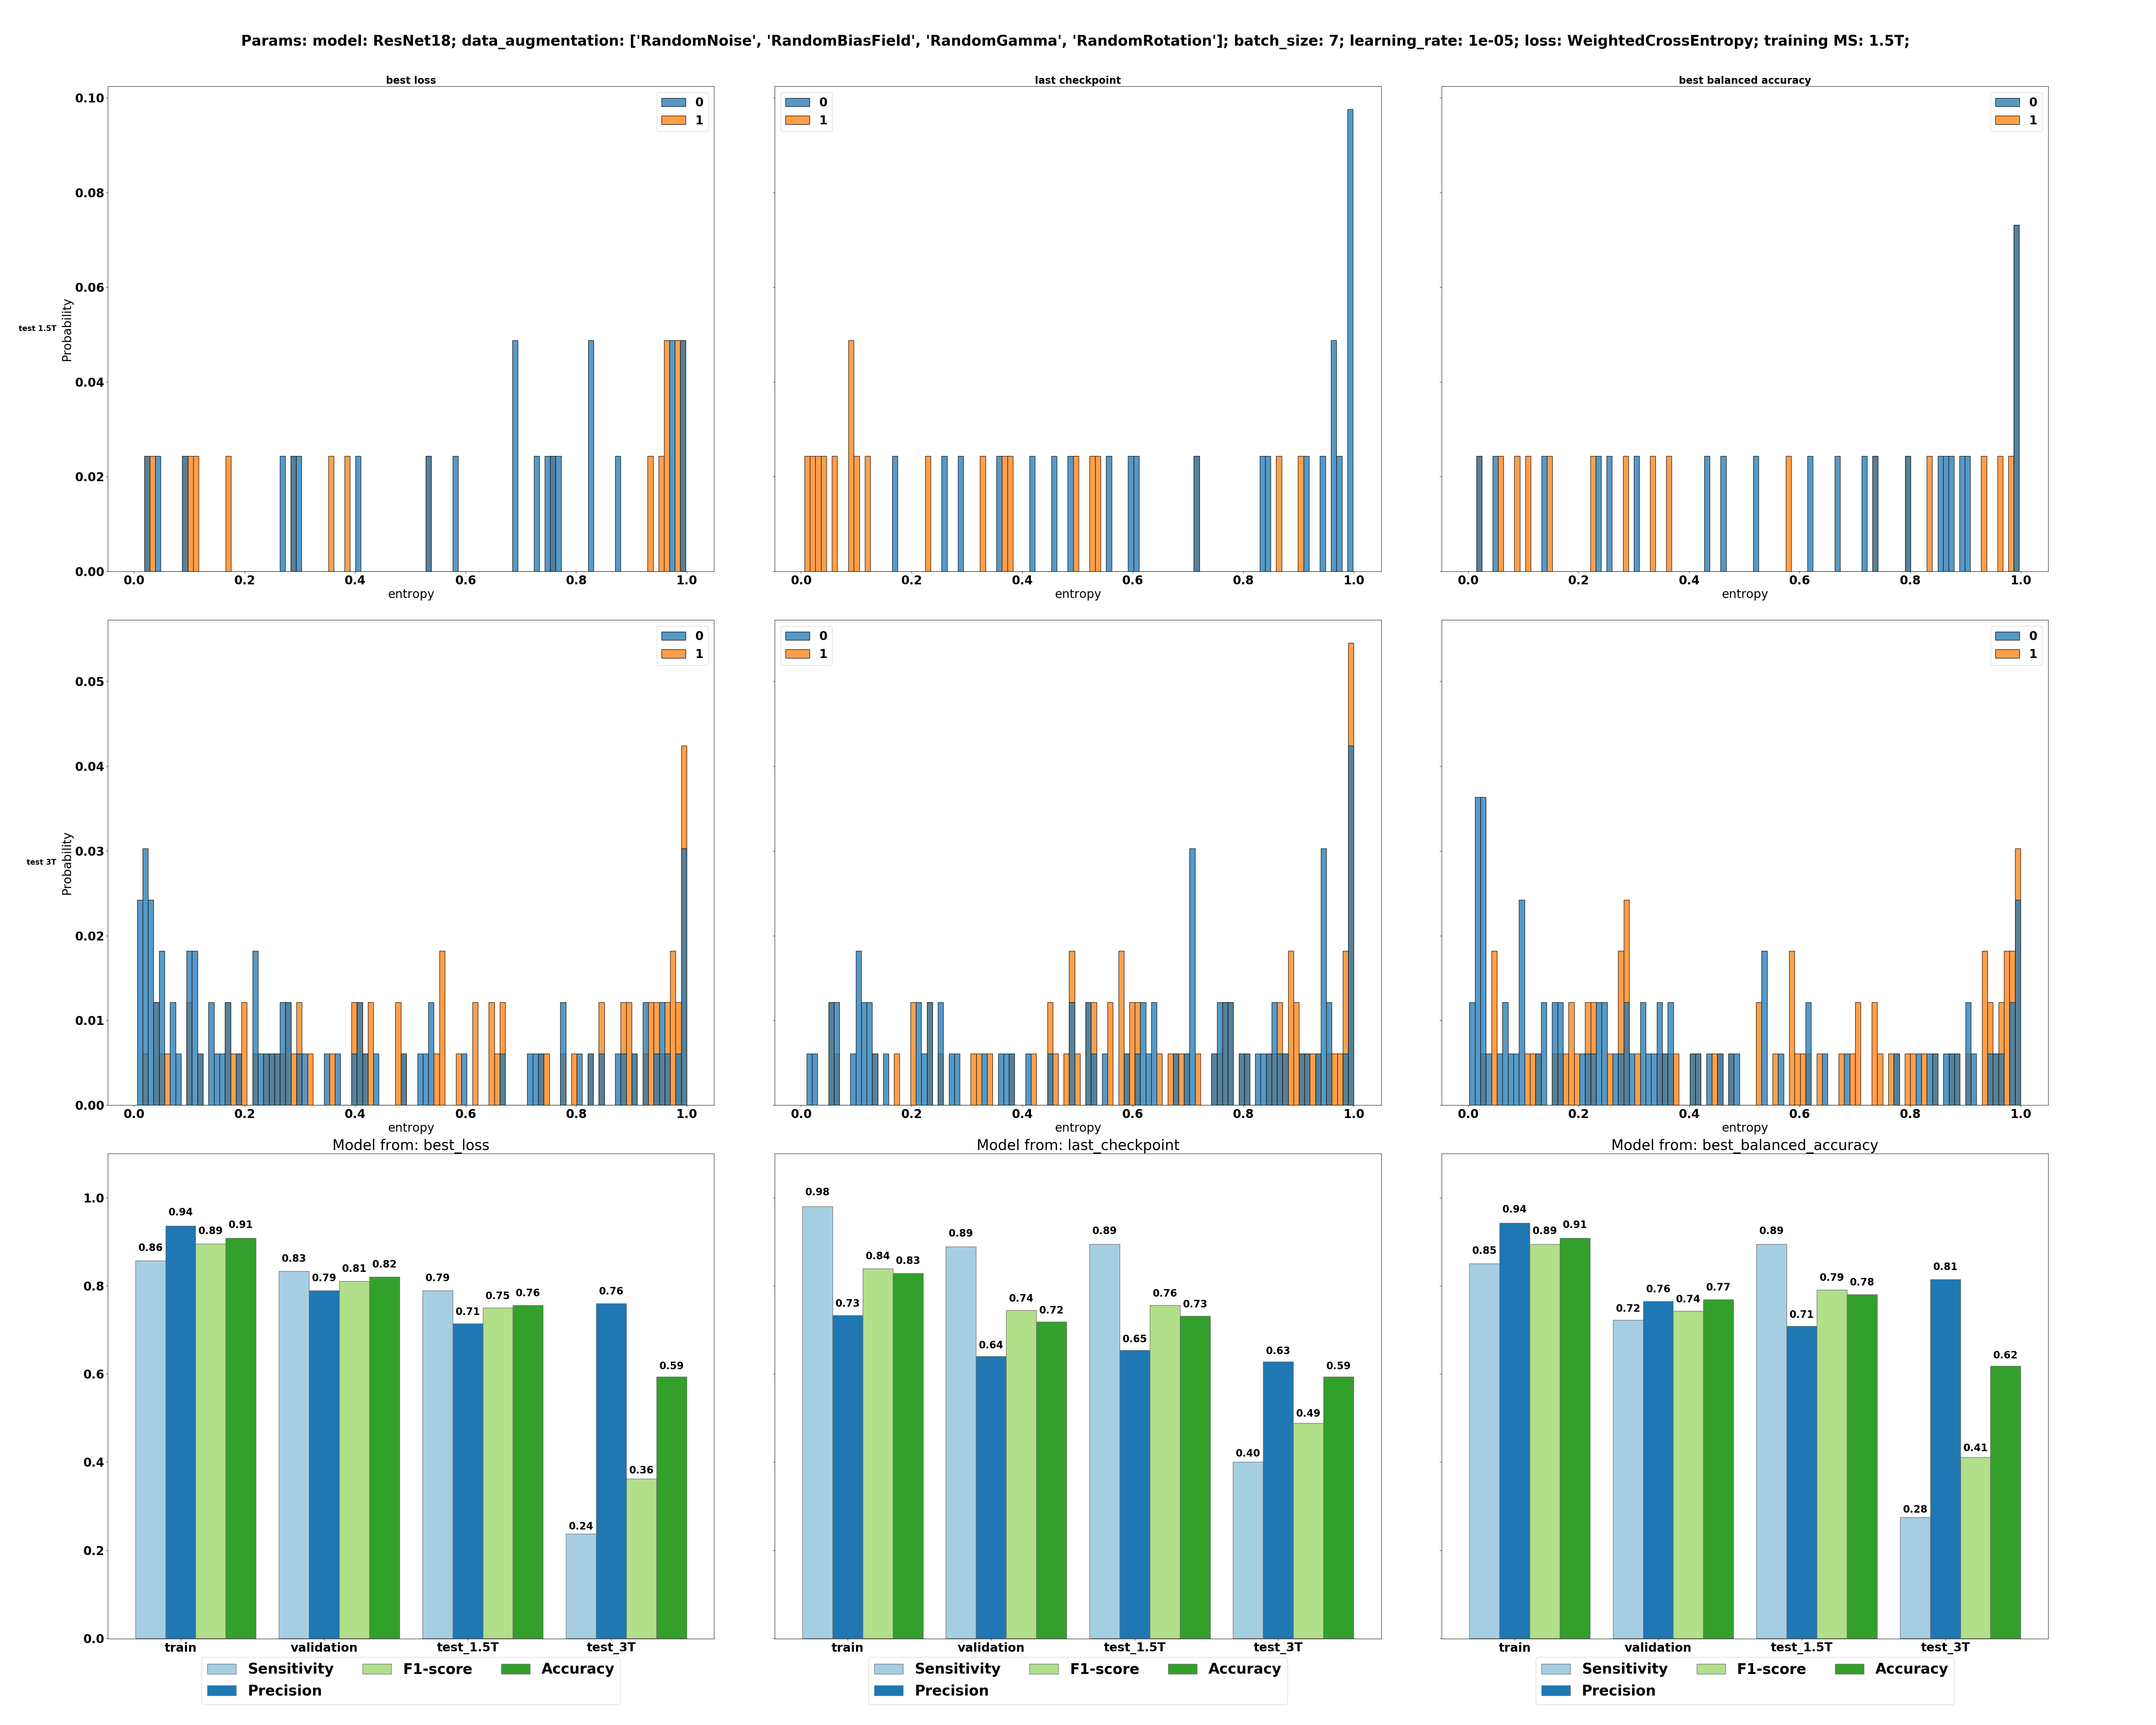 Params: model: ResNet18; data_augmentation: ['RandomNoise', 'RandomBiasField', 'RandomGamma', 'RandomRotation']; batch_size: 7; learning_rate: 1e-05; loss: WeightedCrossEntropy; training MS: 1.5T;
best loss
last checkpoint
best balanced accuracy
test 1.5T
Probability
0.10
0.08
0.06
0.04
0.02
0.00
0
1
0
1
0
1
0.0 0.2 0.4 0.6 0.8 1.0
entropy
0.0 0.2 0.4 0.6 0.8 1.0
entropy
0.0 0.2 0.4 0.6 0.8 1.0
entropy
test 3T
Probability
0.05
0.04
0.03
0.02
0.01
0.00
0
1
0
1
0
1
0.0 0.2 0.4 0.6 0.8 1.0
entropy
0.0 0.2 0.4 0.6 0.8 1.0
entropy
0.0 0.2 0.4 0.6 0.8 1.0
entropy
Model from: best_loss
1.0
0.8
0.6
0.4
0.2
0.0
0.86 0.94 0.89 0.91
0.83 0.79 0.81 0.82
0.79 0.71 0.75 0.76
0.24 0.76 0.36 0.59
train validation test_1.5T test_3T
Sensitivity F1-score Accuracy
Precision
Model from: last_checkpoint
0.98 0.73 0.84 0.83
0.89 0.64 0.74 0.72
0.89 0.65 0.76 0.73
0.40 0.63 0.49 0.59
train validation test_1.5T test_3T
Sensitivity F1-score Accuracy
Precision
Model from: best_balanced_accuracy
0.85 0.94 0.89 0.91
0.72 0.76 0.74 0.77
0.89 0.71 0.79 0.78
0.28 0.81 0.41 0.62
train validation test_1.5T test_3T
Sensitivity F1-score Accuracy
Precision